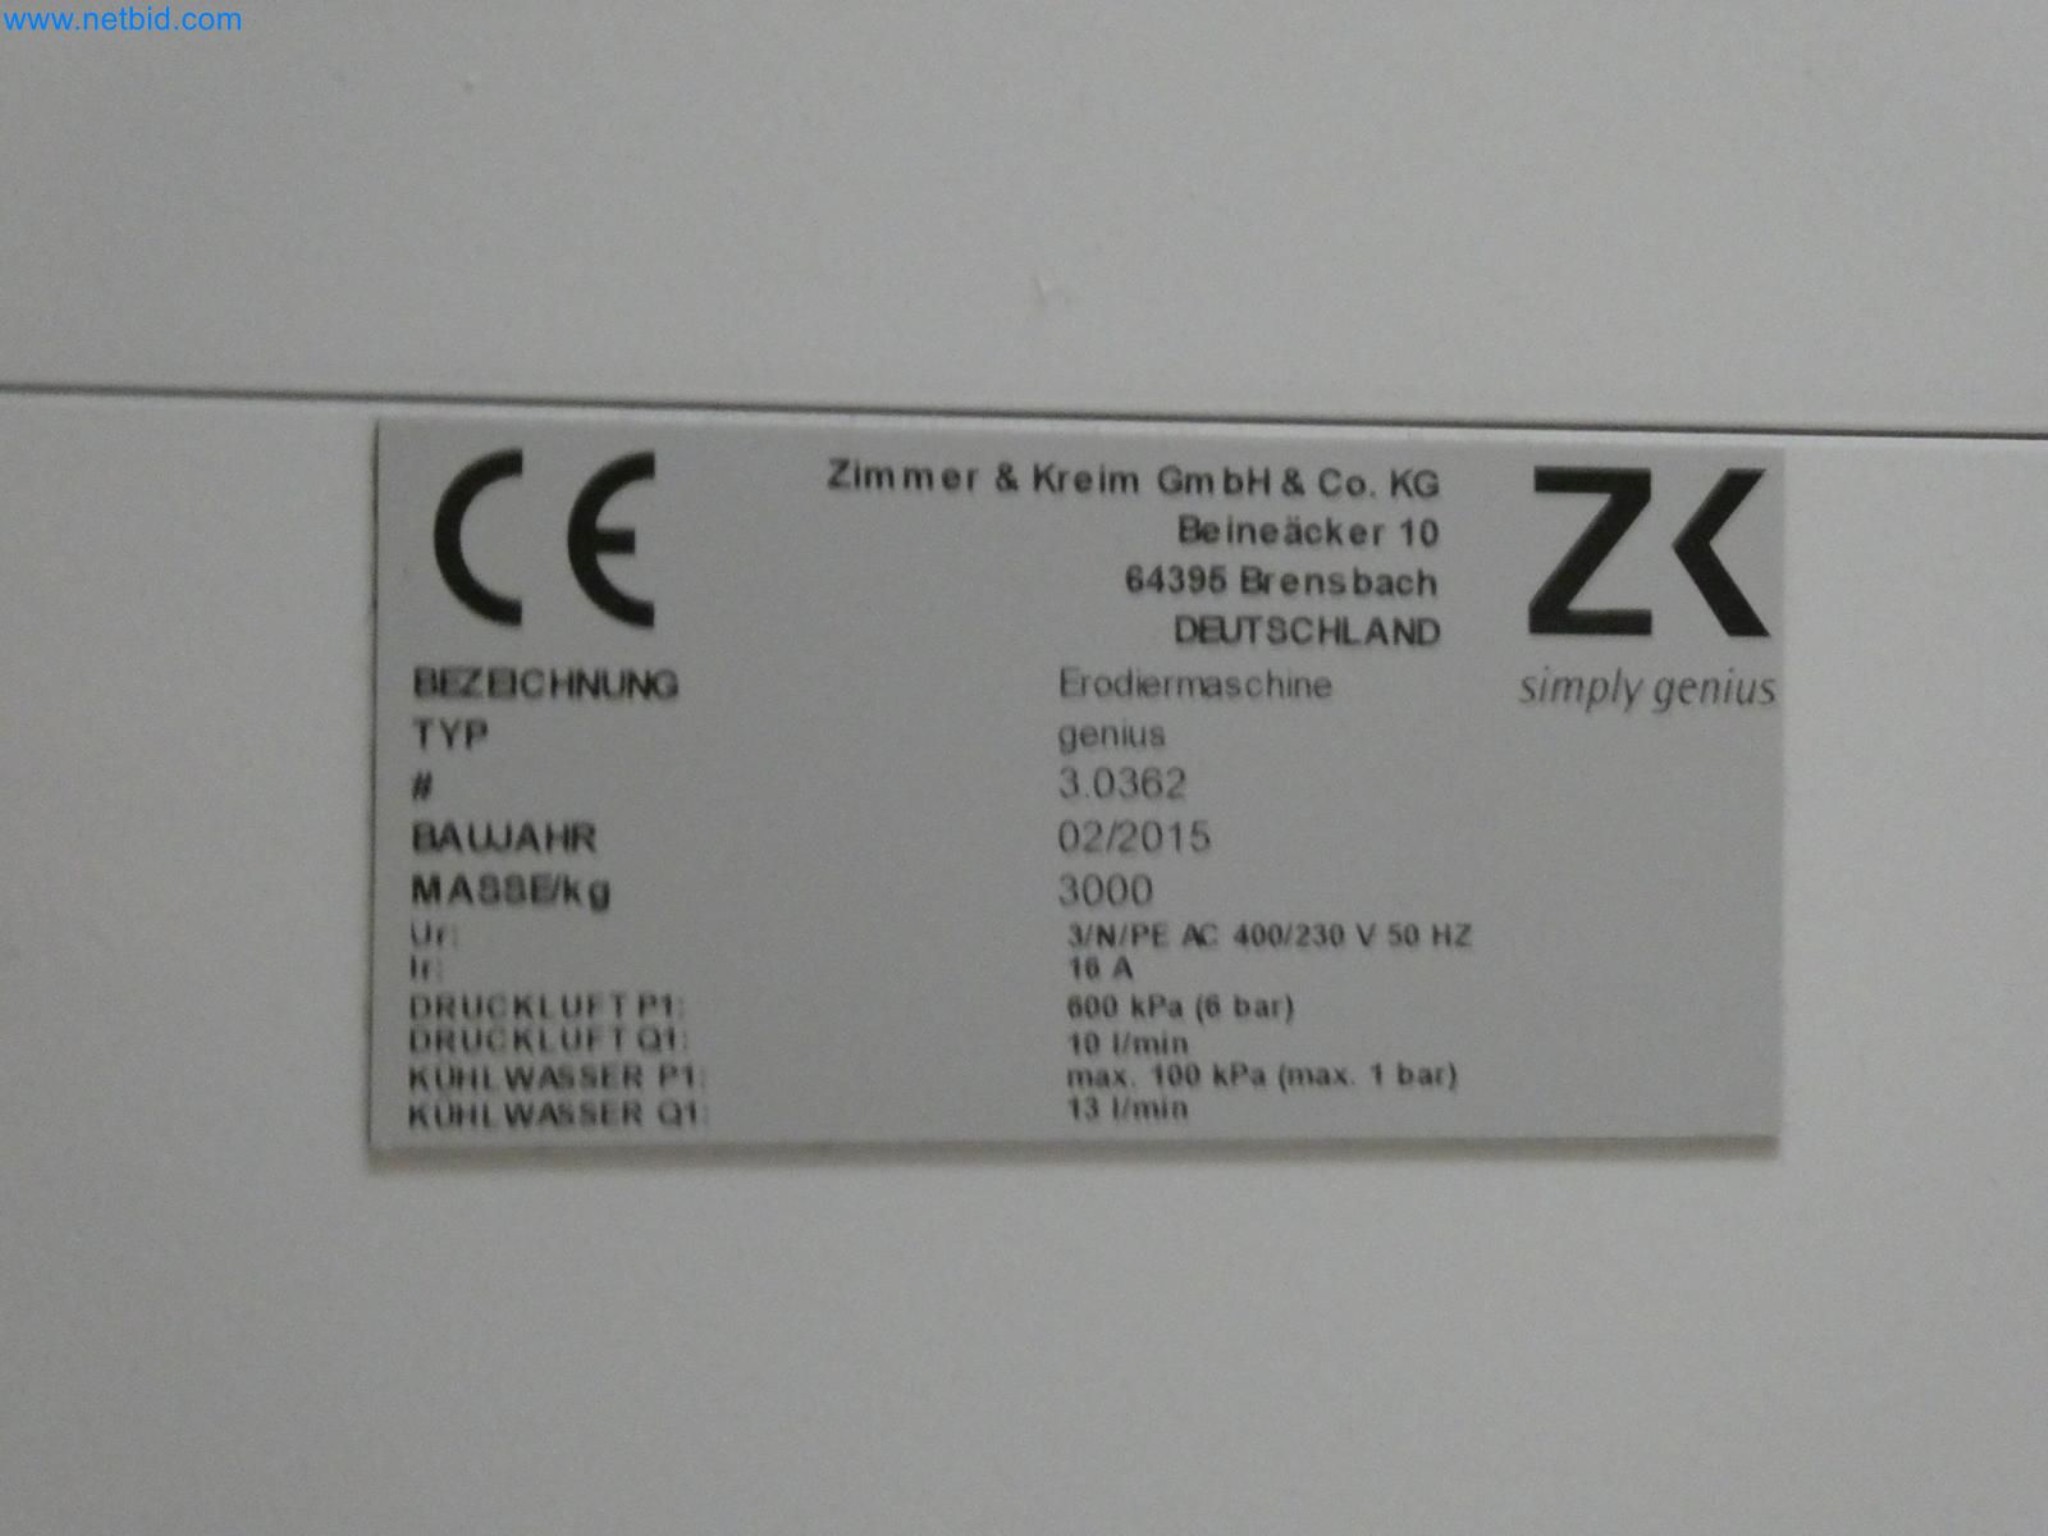 www.netbid.com
CE
Zimmer & Kreim GmbH & Co. KG
Beineäcker 10
64395 Brensbach
DEUTSCHLAND
ZK
simply genius
BEZEICHNUNG Erodiermaschine
TYP genius
# 3.0362
BAUJAHR 02/2015
MASSE/kg 3000
Ur: 3/N/PE AC 400/230 V 50 HZ
Ir: 16 A
DRUCKLUFT P1: 600 kPa (6 bar)
DRUCKLUFT Q1: 10 l/min
KÜHLWASSER P1: max. 100 kPa (max. 1 bar)
KÜHLWASSER Q1: 13 l/min